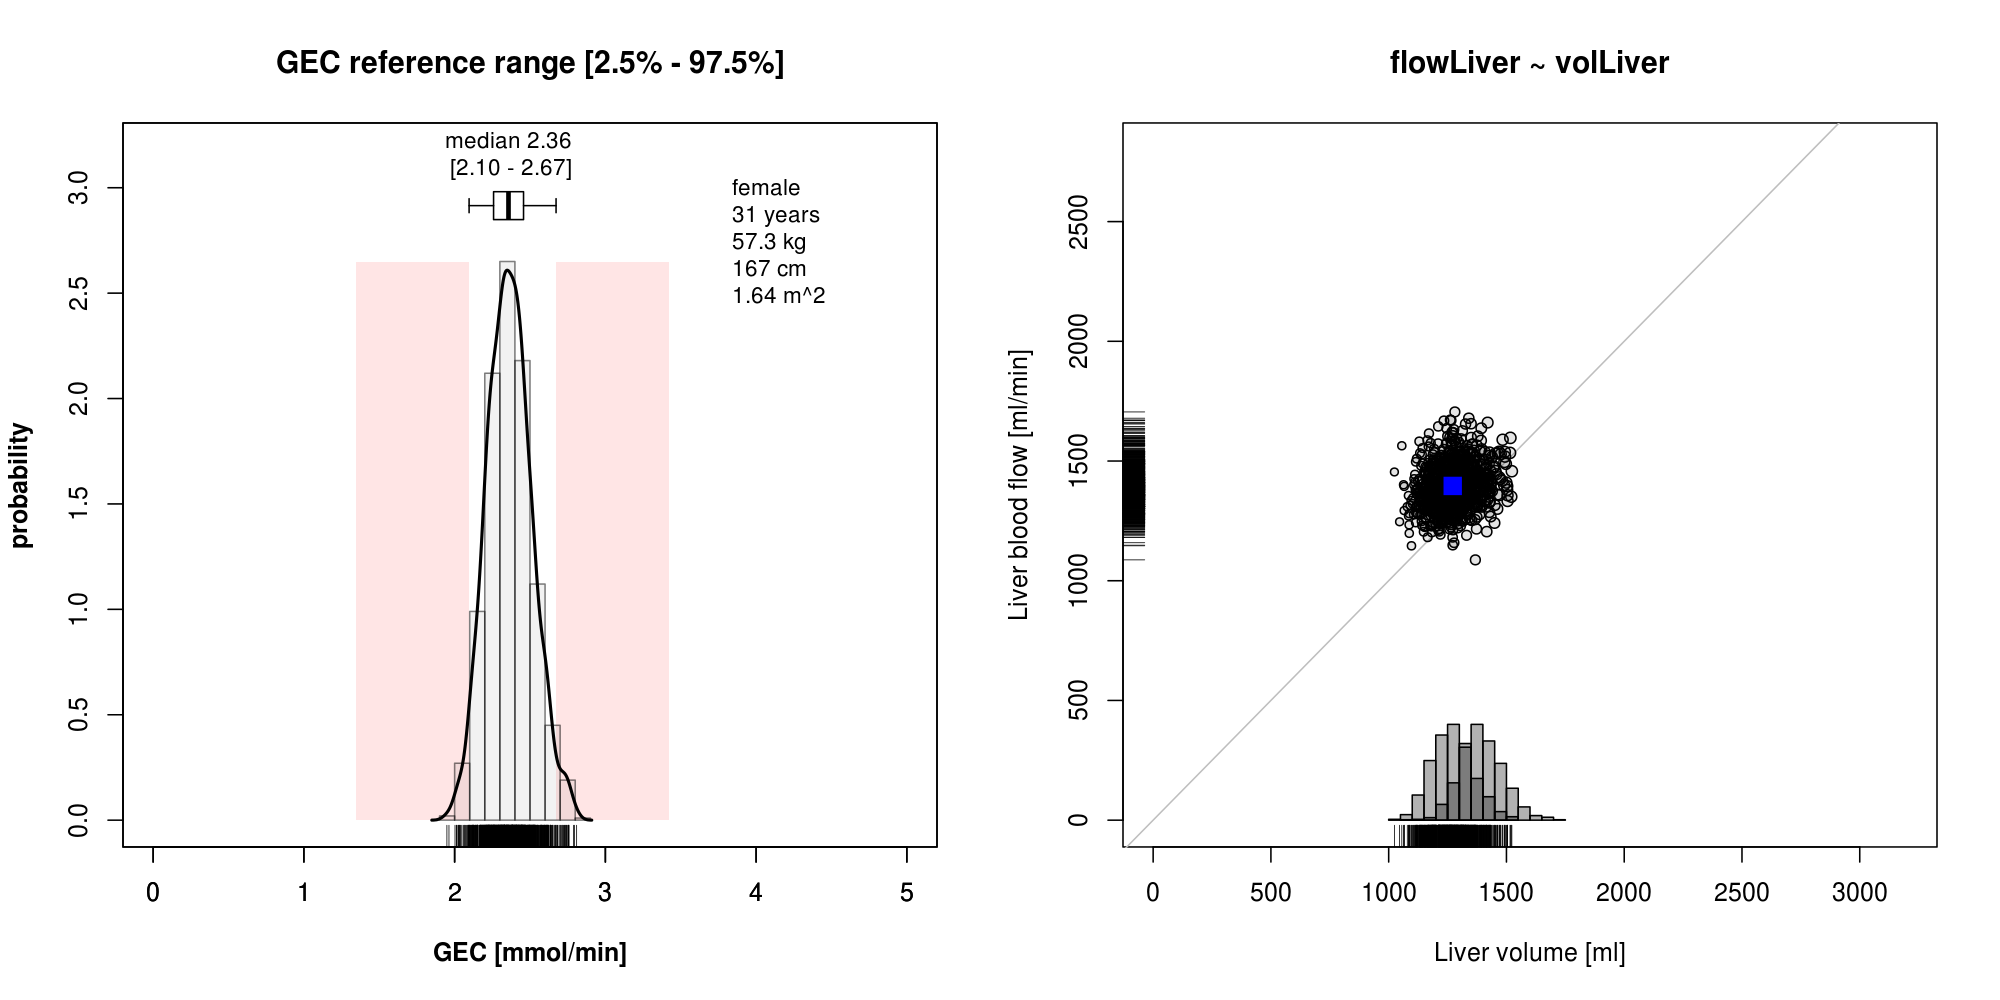 GEC reference range [2.5% - 97.5%]
median 2.36
[2.10 - 2.67]
female
31 years
57.3 kg
167 cm
1.64 m^2
probability
0.0
0.5
1.0
1.5
2.0
2.5
3.0
0 1 2 3 4 5
GEC [mmol/min]
flowLiver ~ volLiver
Liver blood flow [ml/min]
0
500
1000
1500
2000
2500
0 500 1000 1500 2000 2500 3000
Liver volume [ml]